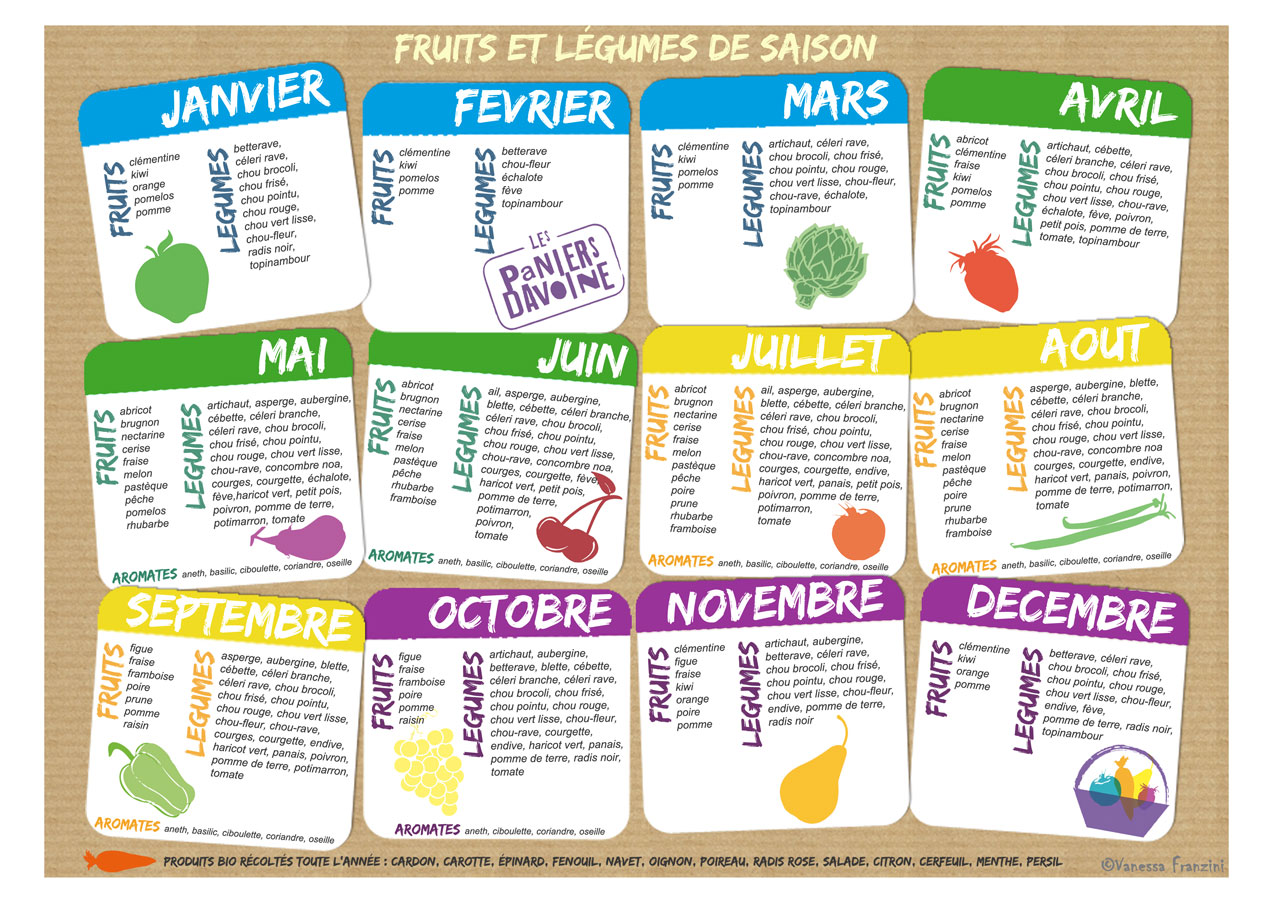 FRUITS ET LÉGUMES DE SAISON
JANVIER
FRUITS
clémentine
kiwi
orange
pomelos
pomme
LEGUMES
betterave,
céleri rave,
chou brocoli,
chou frisé,
chou pointu,
chou rouge,
chou vert lisse,
chou-fleur,
radis noir,
topinambour
FEVRIER
FRUITS
clémentine
kiwi
pomelos
pomme
LEGUMES
betterave
chou-fleur
échalote
fève
topinambour
LES
PaNIERS
DAVOINE
MARS
FRUITS
clémentine
kiwi
pomelos
pomme
LEGUMES
artichaut, céleri rave,
chou brocoli, chou frisé,
chou pointu, chou rouge,
chou vert lisse, chou-fleur,
chou-rave, échalote,
topinambour
AVRIL
FRUITS
abricot
clémentine
fraise
kiwi
pomelos
pomme
LEGUMES
artichaut, cébette,
céleri branche, céleri rave,
chou brocoli, chou frisé,
chou pointu, chou rouge,
chou vert lisse, chou-rave,
échalote, fève, poivron,
petit pois, pomme de terre,
tomate, topinambour
MAI
FRUITS
abricot
brugnon
nectarine
cerise
fraise
melon
pastèque
pêche
pomelos
rhubarbe
LEGUMES
artichaut, asperge, aubergine,
cébette, céleri branche,
céleri rave, chou brocoli,
chou frisé, chou pointu,
chou rouge, chou vert lisse,
chou-rave, concombre noa,
courges, courgette, échalote,
fève,haricot vert, petit pois,
poivron, pomme de terre,
potimarron, tomate
AROMATES aneth, basilic, ciboulette, coriandre, oseille
JUIN
FRUITS
abricot
brugnon
nectarine
cerise
fraise
melon
pastèque
pêche
rhubarbe
framboise
LEGUMES
ail, asperge, aubergine,
blette, cébette, céleri branche,
céleri rave, chou brocoli,
chou frisé, chou pointu,
chou rouge, chou vert lisse,
chou-rave, concombre noa,
courges, courgette, fève,
haricot vert, petit pois,
pomme de terre,
potimarron,
poivron,
tomate
AROMATES aneth, basilic, ciboulette, coriandre, oseille
JUILLET
FRUITS
abricot
brugnon
nectarine
cerise
fraise
melon
pastèque
pêche
poire
prune
rhubarbe
framboise
LEGUMES
ail, asperge, aubergine,
blette, cébette, céleri branche,
céleri rave, chou brocoli,
chou frisé, chou pointu,
chou rouge, chou vert lisse,
chou-rave, concombre noa,
courges, courgette, endive,
haricot vert, panais, petit pois,
poivron, pomme de terre,
potimarron,
tomate
AROMATES aneth, basilic, ciboulette, coriandre, oseille
AOUT
FRUITS
abricot
brugnon
nectarine
cerise
fraise
melon
pastèque
pêche
poire
prune
rhubarbe
framboise
LEGUMES
asperge, aubergine, blette,
cébette, céleri branche,
céleri rave, chou brocoli,
chou frisé, chou pointu,
chou rouge, chou vert lisse,
chou-rave, concombre noa,
courges, courgette, endive,
haricot vert, panais, poivron,
pomme de terre, potimarron,
tomate
AROMATES aneth, basilic, ciboulette, coriandre, oseille
SEPTEMBRE
FRUITS
figue
fraise
framboise
poire
prune
pomme
raisin
LEGUMES
asperge, aubergine, blette,
cébette, céleri branche,
céleri rave, chou brocoli,
chou frisé, chou pointu,
chou rouge, chou vert lisse,
chou-fleur, chou-rave,
courges, courgette, endive,
haricot vert, panais, poivron,
pomme de terre, potimarron,
tomate
AROMATES aneth, basilic, ciboulette, coriandre, oseille
OCTOBRE
FRUITS
figue
fraise
framboise
poire
pomme
raisin
LEGUMES
artichaut, aubergine,
betterave, blette, cébette,
céleri branche, céleri rave,
chou brocoli, chou frisé,
chou pointu, chou rouge,
chou vert lisse, chou-fleur,
chou-rave, courgette,
endive, haricot vert, panais,
pomme de terre, radis noir,
tomate
AROMATES aneth, basilic, ciboulette, coriandre, oseille
NOVEMBRE
FRUITS
clémentine
figue
fraise
kiwi
orange
poire
pomme
LEGUMES
artichaut, aubergine,
betterave, céleri rave,
chou brocoli, chou frisé,
chou pointu, chou rouge,
chou vert lisse, chou-fleur,
endive, pomme de terre,
radis noir
DECEMBRE
FRUITS
clémentine
kiwi
orange
pomme
LEGUMES
betterave, céleri rave,
chou brocoli, chou frisé,
chou pointu, chou rouge,
chou vert lisse, chou-fleur,
endive, fève,
pomme de terre, radis noir,
topinambour
PRODUITS BIO RÉCOLTÉS TOUTE L'ANNÉE : CARDON, CAROTTE, ÉPINARD, FENOUIL, NAVET, OIGNON, POIREAU, RADIS ROSE, SALADE, CITRON, CERFEUIL, MENTHE, PERSIL
©Vanessa Franzini